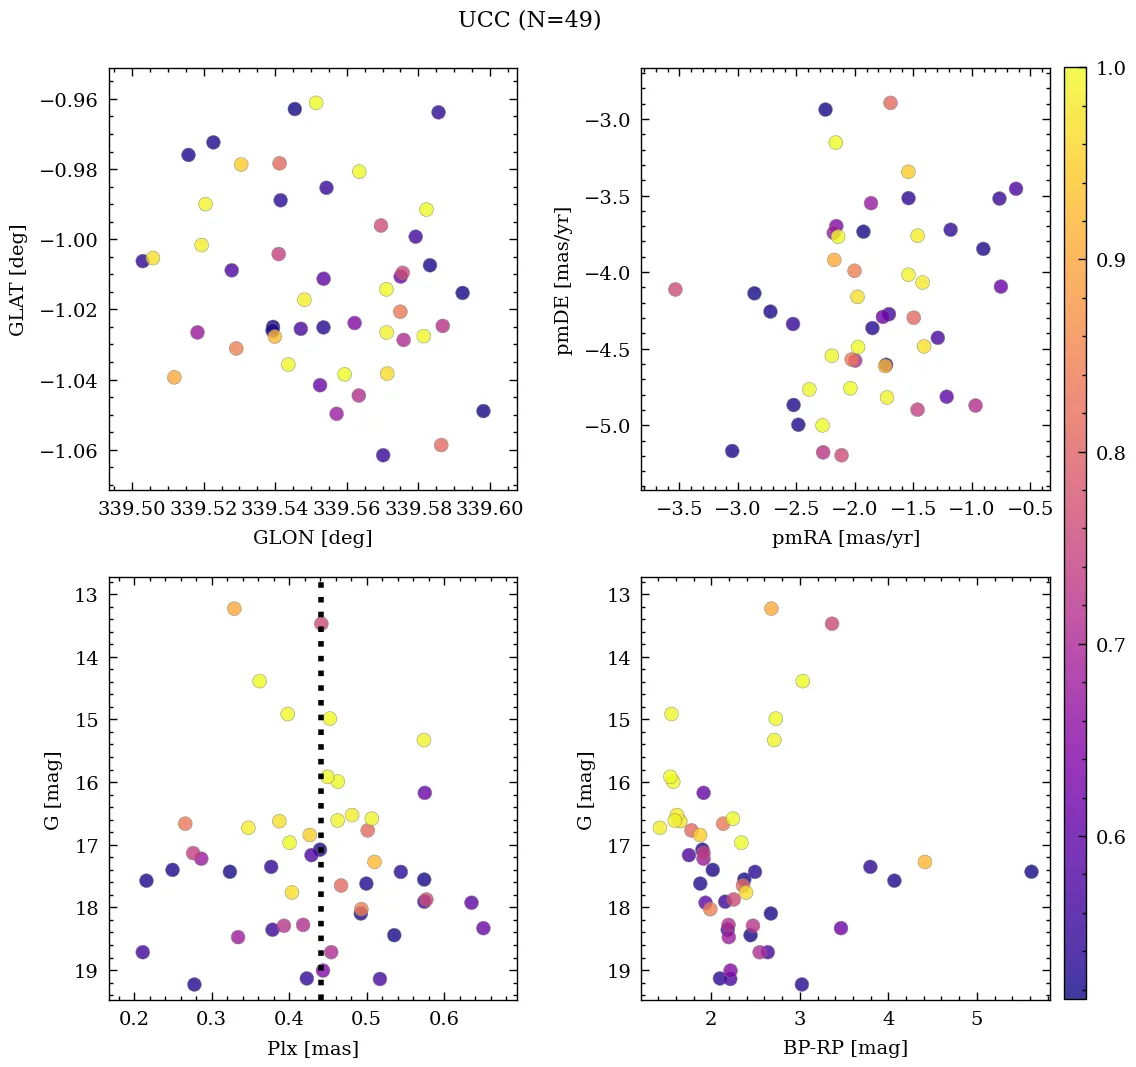 UCC (N=49)
−0.96
−0.98
−1.00
−1.02
−1.04
−1.06
GLAT [deg]
339.50 339.52 339.54 339.56 339.58 339.60
GLON [deg]
−3.0
−3.5
−4.0
−4.5
−5.0
pmDE [mas/yr]
−3.5 −3.0 −2.5 −2.0 −1.5 −1.0 −0.5
pmRA [mas/yr]
13
14
15
16
17
18
19
G [mag]
0.2 0.3 0.4 0.5 0.6
Plx [mas]
13
14
15
16
17
18
19
G [mag]
2 3 4 5
BP-RP [mag]
1.0
0.9
0.8
0.7
0.6